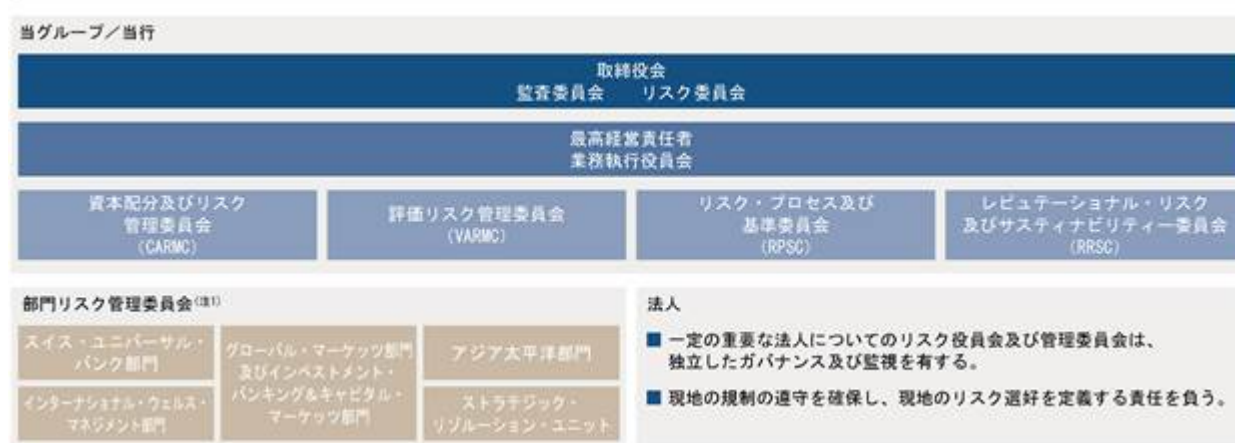 当グループ/当行
取締役会
監査委員会 リスク委員会
最高経営責任者
業務執行役員会
資本配分及びリスク
管理委員会
(CARMC)
評価リスク管理委員会
(VARMC)
リスク・プロセス及び
基準委員会
(RPSC)
レピュテーショナル・リスク
及びサスティナビリティー委員会
(RRSC)
部門リスク管理委員会(注1)
スイス・ユニバーサル・
バンク部門
インターナショナル・ウェルス・
マネジメント部門
グローバル・マーケッツ部門
及びインベストメント・
バンキング&キャピタル・
マーケッツ部門
アジア太平洋部門
ストラテジック・
リゾルーション・ユニット
法人
■ 一定の重要な法人についてのリスク役員会及び管理委員会は、
独立したガバナンス及び監視を有する。
■ 現地の規制の遵守を確保し、現地のリスク選好を定義する責任を負う。